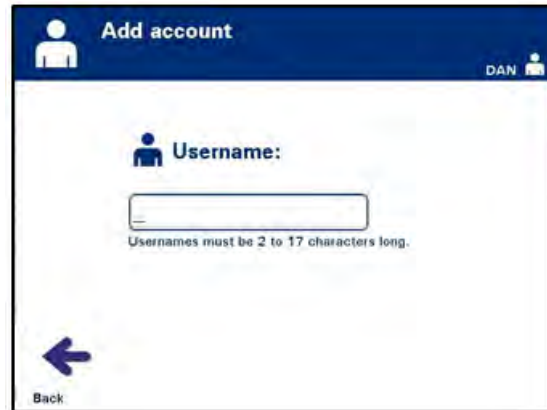 Add account
DAN
Username:
_
Usernames must be 2 to 17 characters long.
Back